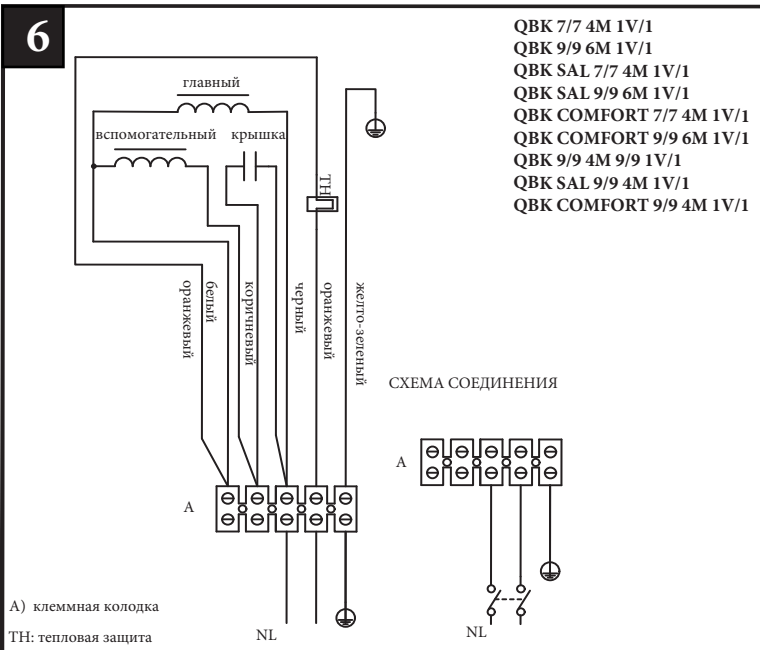 6
QBK 7/7 4M 1V/1
QBK 9/9 6M 1V/1
QBK SAL 7/7 4M 1V/1
QBK SAL 9/9 6M 1V/1
QBK COMFORT 7/7 4M 1V/1
QBK COMFORT 9/9 6M 1V/1
QBK 9/9 4M 9/9 1V/1
QBK SAL 9/9 4M 1V/1
QBK COMFORT 9/9 4M 1V/1
главный
вспомогательный крышка
TH
оранжевый
белый
коричневый
черный
оранжевый
желто-зеленый
СХЕМА СОЕДИНЕНИЯ
A
A
A) клеммная колодка
TH: тепловая защита
NL
NL